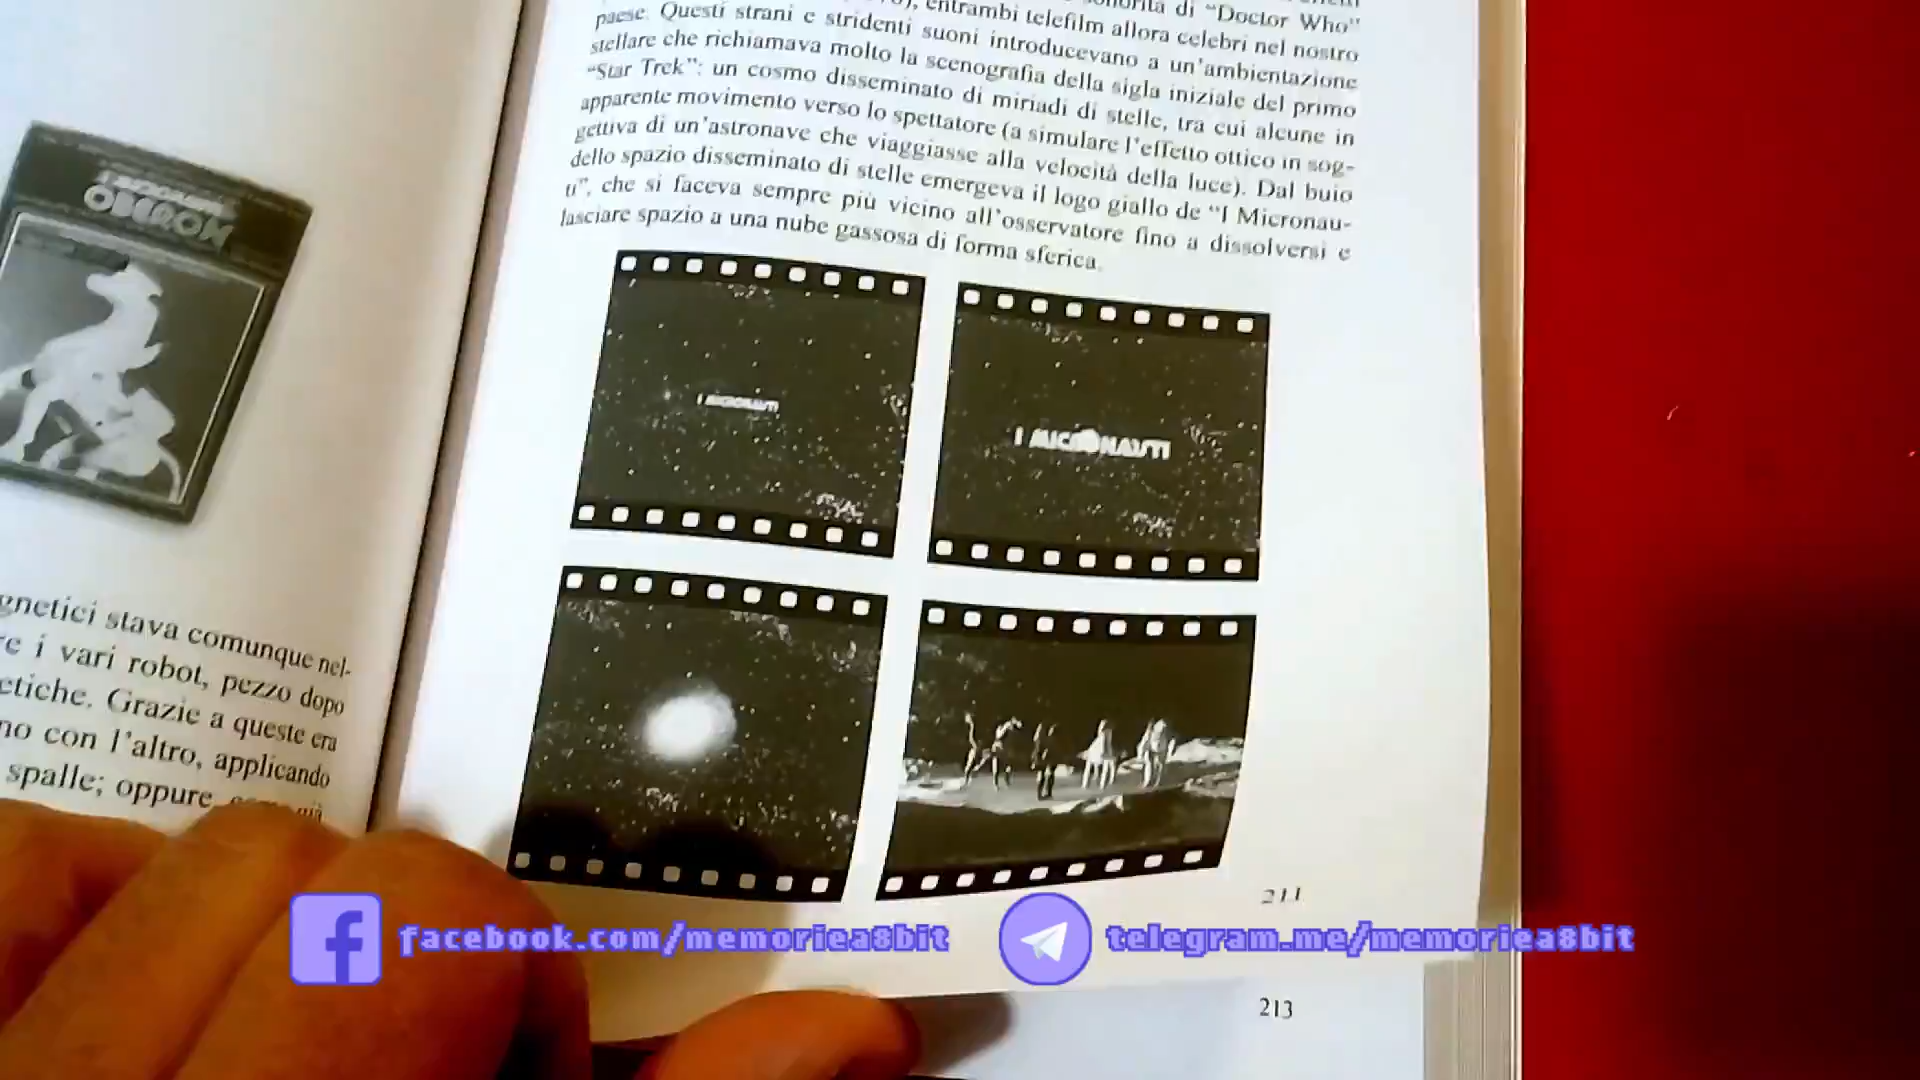 I MICRONAUTI
OBERON
gnetici stava comunque nel-
re i vari robot, pezzo dopo
etiche. Grazie a queste era
no con l'altro, applicando
spalle; oppure
sonorità di “Doctor Who”
entrambi telefilm allora celebri nel nostro
paese. Questi strani e stridenti suoni introducevano a un'ambientazione
stellare che richiamava molto la scenografia della sigla iniziale del primo
“Star Trek”: un cosmo disseminato di miriadi di stelle, tra cui alcune in
apparente movimento verso lo spettatore (a simulare l'effetto ottico in sog-
gettiva di un'astronave che viaggiasse alla velocità della luce). Dal buio
dello spazio disseminato di stelle emergeva il logo giallo de “I Micronau-
ti”, che si faceva sempre più vicino all'osservatore fino a dissolversi e
lasciare spazio a una nube gassosa di forma sferica.
I MICRONAUTI
I MICRONAUTI
211
facebook.com/memoriea8bit
telegram.me/memoriea8bit
213